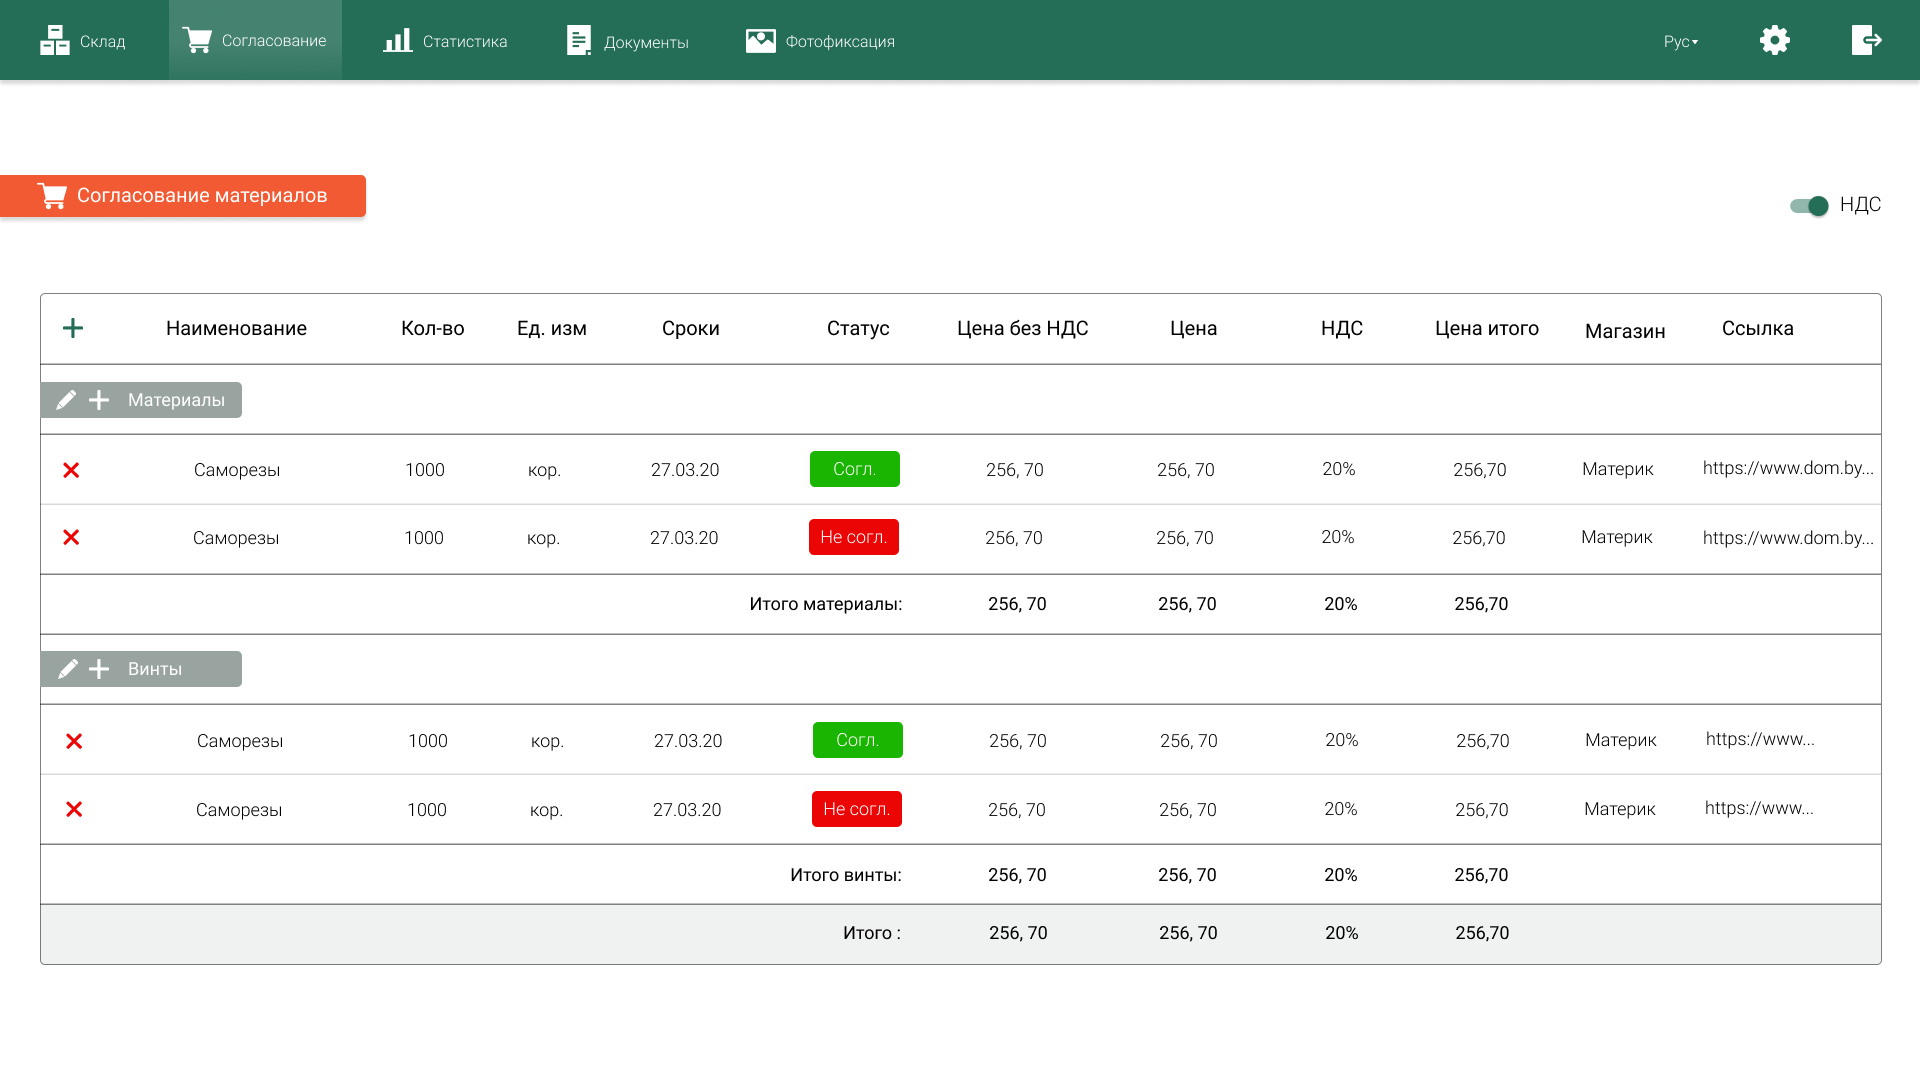 Склад Согласование Статистика Документы Фотофиксация Рус
Согласование материалов
НДС
Наименование Кол-во Ед. изм Сроки Статус Цена без НДС Цена НДС Цена итого Магазин Ссылка
Материалы
Саморезы 1000 кор. 27.03.20 Согл. 256, 70 256, 70 20% 256,70 Материк https://www.dom.by...
Саморезы 1000 кор. 27.03.20 Не согл. 256, 70 256, 70 20% 256,70 Материк https://www.dom.by...
Итого материалы: 256, 70 256, 70 20% 256,70
Винты
Саморезы 1000 кор. 27.03.20 Согл. 256, 70 256, 70 20% 256,70 Материк https://www...
Саморезы 1000 кор. 27.03.20 Не согл. 256, 70 256, 70 20% 256,70 Материк https://www...
Итого винты: 256, 70 256, 70 20% 256,70
Итого : 256, 70 256, 70 20% 256,70